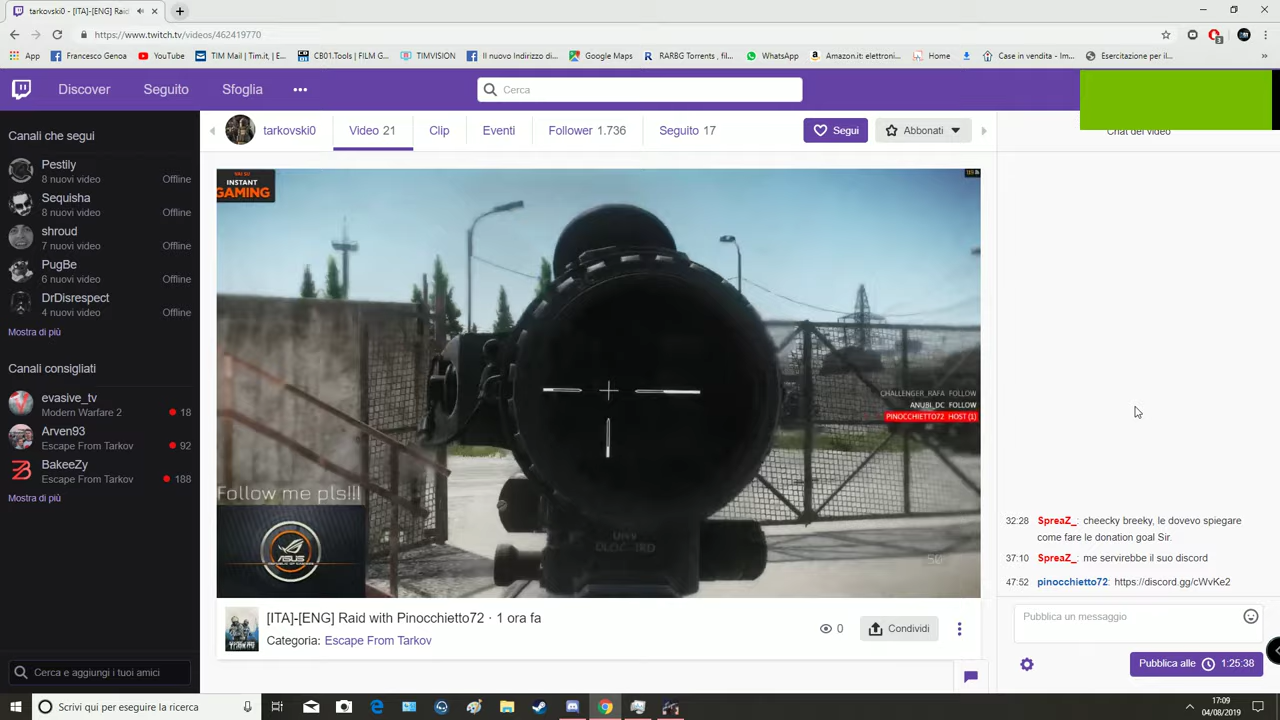 tarkovski0 - [ITA]-[ENG] Raid
https://www.twitch.tv/videos/462419770
App
Francesco Genoa
YouTube
TIM Mail | Tim.it, | E...
CB01.Tools | FILM G...
TIMVISION
Il nuovo Indirizzo di...
Google Maps
RARBG Torrents , fil...
WhatsApp
Amazon.it: elettroni...
Home
Case in vendita - Im...
Esercitazione per il...
Discover
Seguito
Sfoglia
Cerca
Canali che segui
Pestily
8 nuovi video Offline
Sequisha
8 nuovi video Offline
shroud
7 nuovi video Offline
PugBe
6 nuovi video Offline
DrDisrespect
4 nuovi video Offline
Mostra di più
Canali consigliati
evasive_tv
Modern Warfare 2 18
Arven93
Escape From Tarkov 92
BakeeZy
Escape From Tarkov 188
Mostra di più
Cerca e aggiungi i tuoi amici
tarkovski0
Video 21
Clip
Eventi
Follower 1.736
Seguito 17
Segui
Abbonati
Chat del video
INSTANT
GAMING
CHALLENGER_RAFA FOLLOW
ANUBI_DC FOLLOW
PINOCCHIETTO72 HOST (1)
Follow me pls!!!
ASUS
[ITA]-[ENG] Raid with Pinocchietto72 · 1 ora fa
Categoria: Escape From Tarkov
0
Condividi
32:28 SpreaZ_: cheecky breeky, le dovevo spiegare
come fare le donation goal Sir.
37:10 SpreaZ_: me servirebbe il suo discord
47:52 pinocchietto72: https://discord.gg/cWvKe2
Pubblica un messaggio
Pubblica alle 1:25:38
Scrivi qui per eseguire la ricerca
17:09
04/08/2019